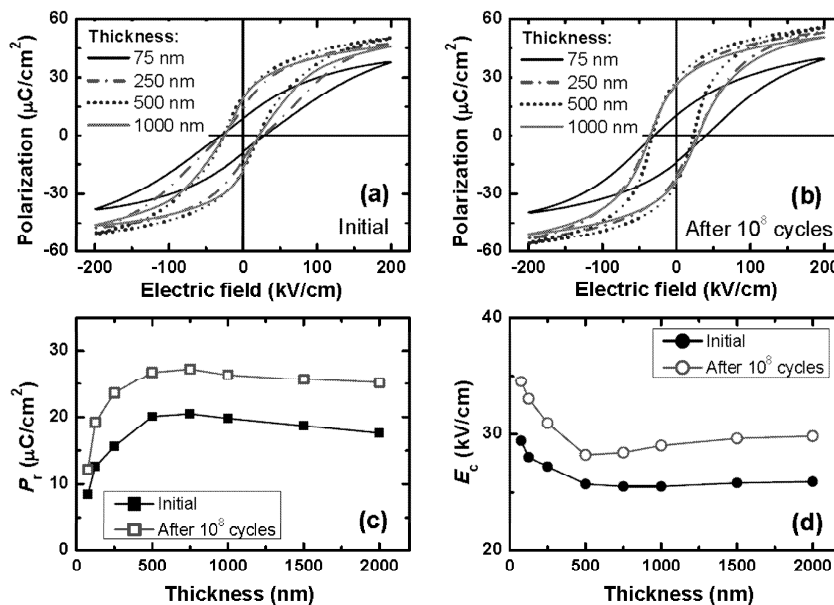 60
30
0
-30
-60
Polarization (μC/cm²)
Thickness:
75 nm
250 nm
500 nm
1000 nm
(a)
Initial
-200
-100
0
100
200
Electric field (kV/cm)
60
30
0
-30
-60
Polarization (μC/cm²)
Thickness:
75 nm
250 nm
500 nm
1000 nm
(b)
After 10⁸ cycles
-200
-100
0
100
200
Electric field (kV/cm)
30
20
10
0
Pr (μC/cm²)
Initial
After 10⁸ cycles
(c)
0
500
1000
1500
2000
Thickness (nm)
40
30
20
Ec (kV/cm)
Initial
After 10⁸ cycles
(d)
0
500
1000
1500
2000
Thickness (nm)